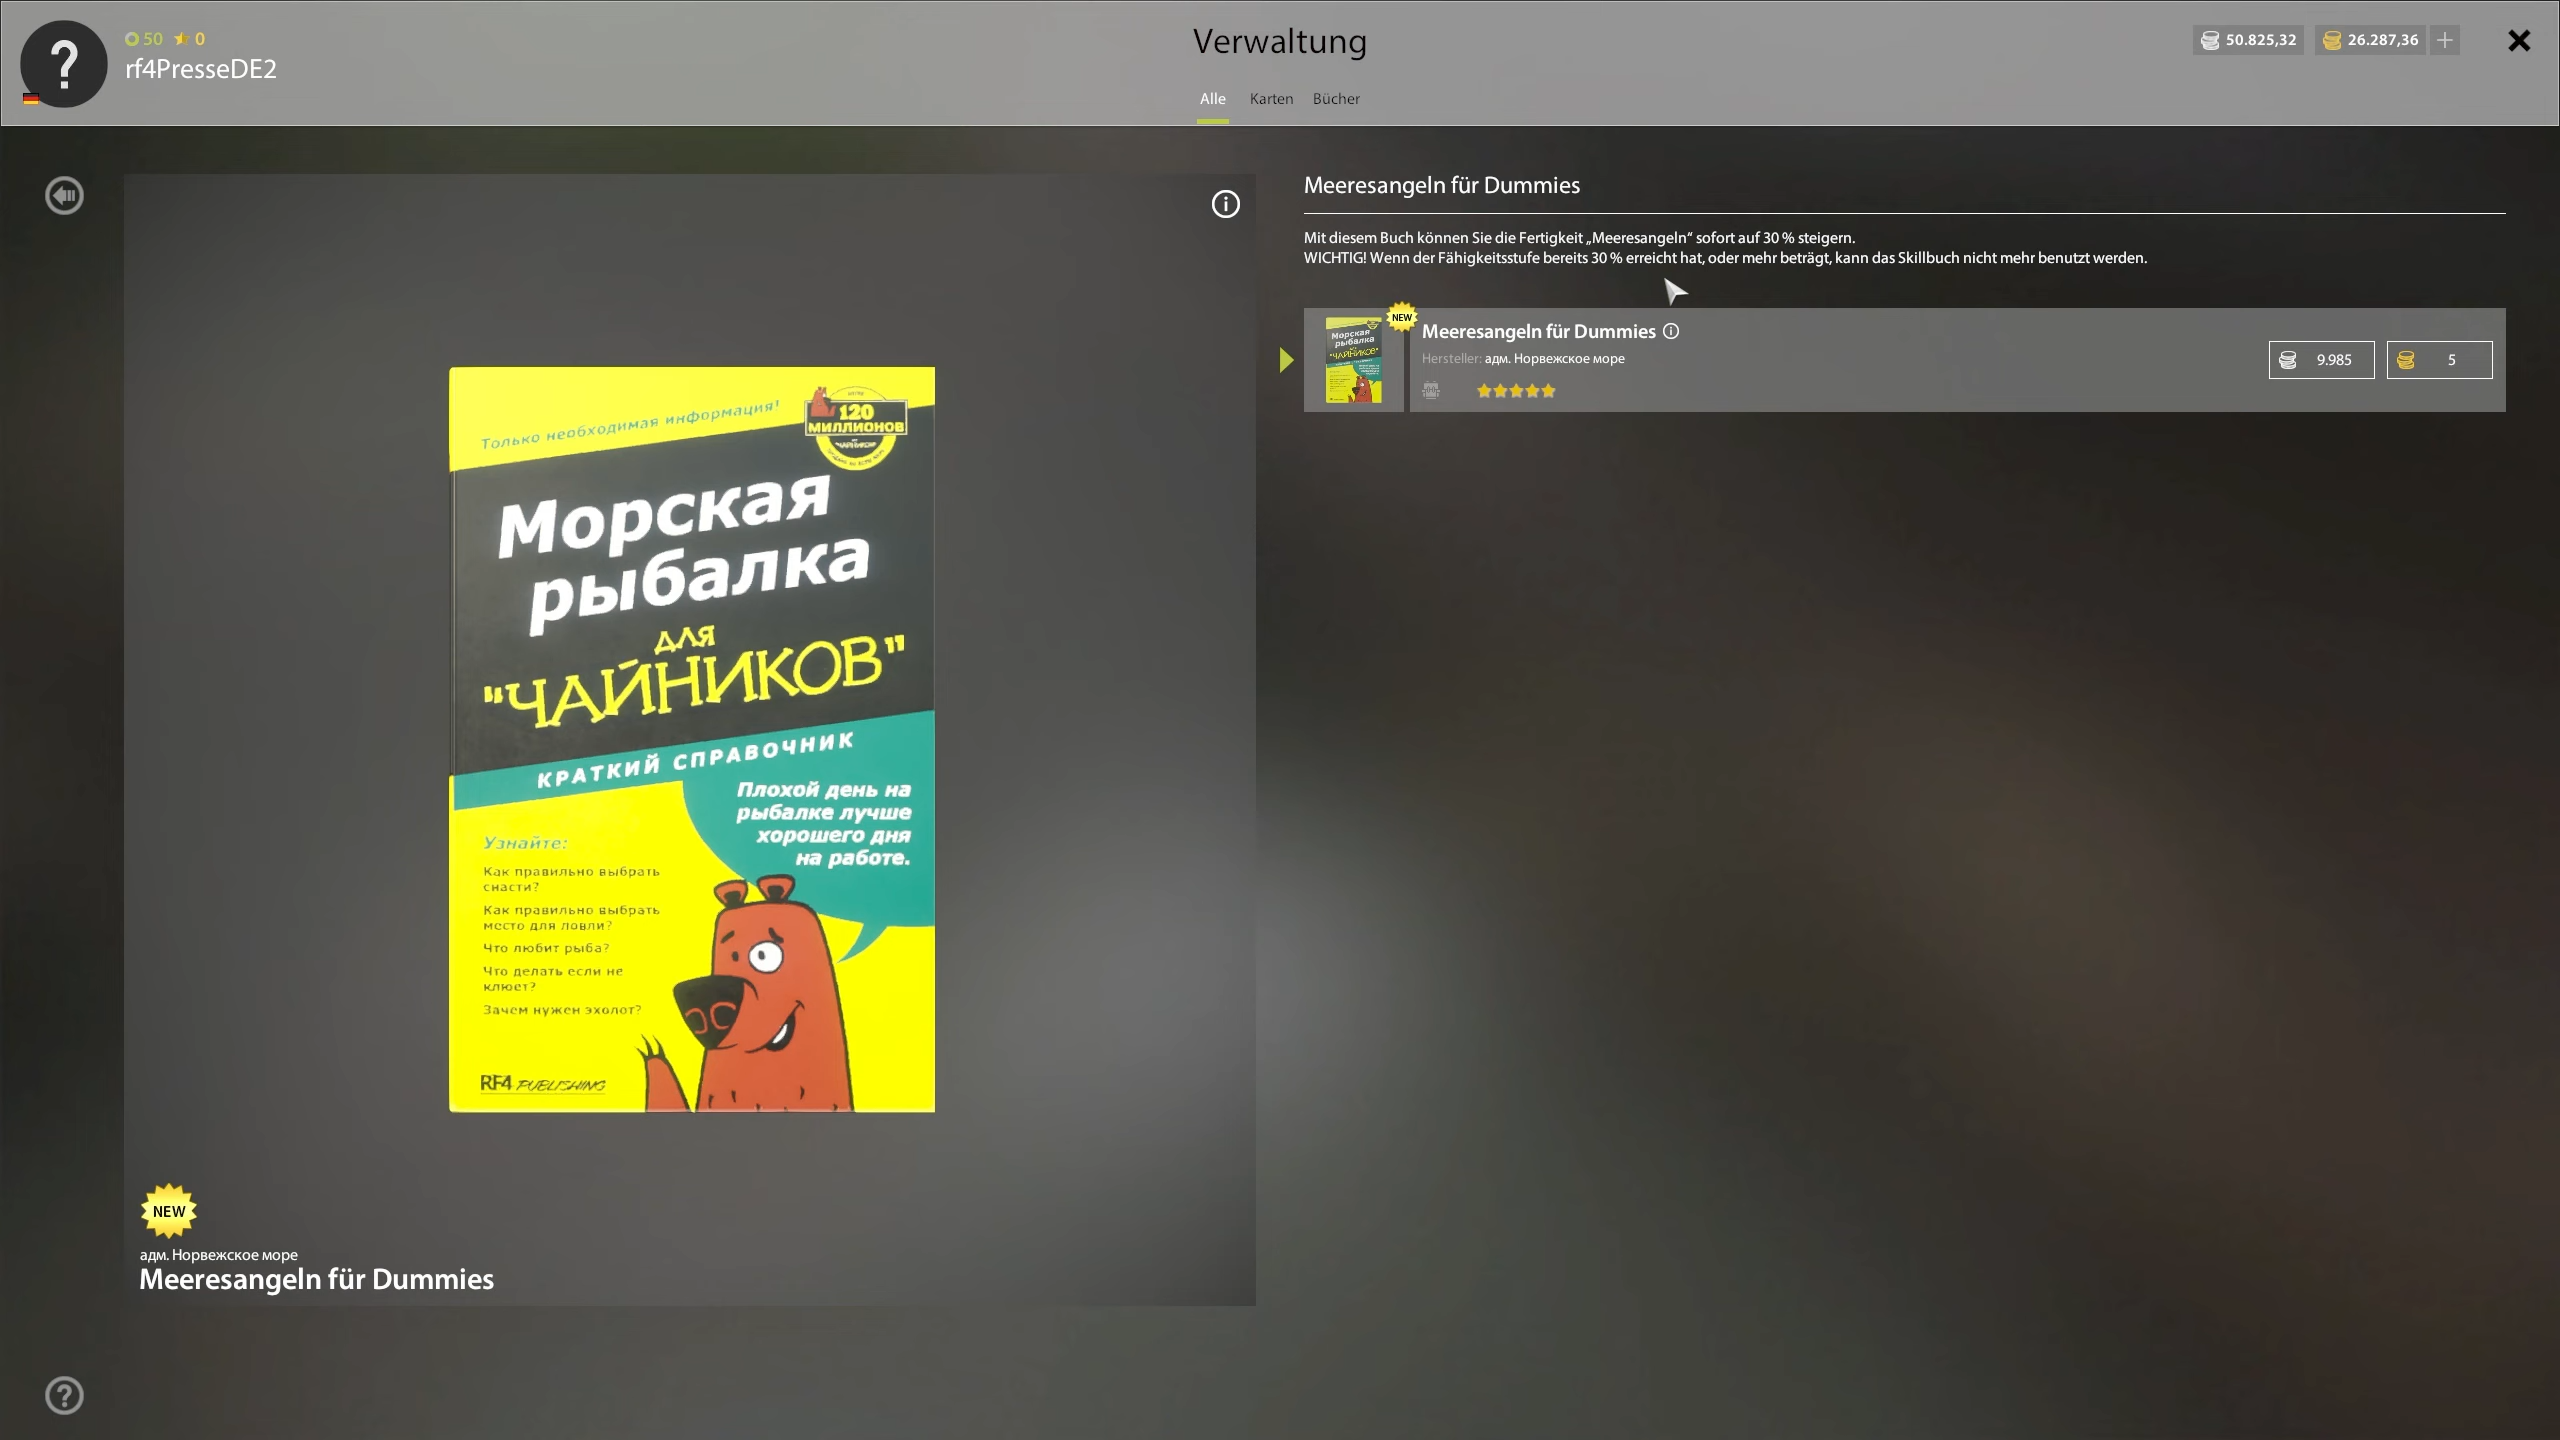 50 0
rf4PresseDE2
Verwaltung
Alle Karten Bücher
50.825,32 26.287,36 +
Только необходимая информация!
120
МИЛЛИОНОВ
Морская
рыбалка
для
"ЧАЙНИКОВ"
КРАТКИЙ СПРАВОЧНИК
Плохой день на
рыбалке лучше
хорошего дня
на работе.
Узнайте:
Как правильно выбрать
снасти?
Как правильно выбрать
место для ловли?
Что любит рыба?
Что делать если не
клюет?
Зачем нужен эхолот?
RF4 PUBLISHING
NEW
адм. Норвежское море
Meeresangeln für Dummies
Meeresangeln für Dummies
Mit diesem Buch können Sie die Fertigkeit „Meeresangeln“ sofort auf 30 % steigern.
WICHTIG! Wenn der Fähigkeitsstufe bereits 30 % erreicht hat, oder mehr beträgt, kann das Skillbuch nicht mehr benutzt werden.
Морская
рыбалка
"ЧАЙНИКОВ"
NEW
Meeresangeln für Dummies
Hersteller: адм. Норвежское море
9.985 5